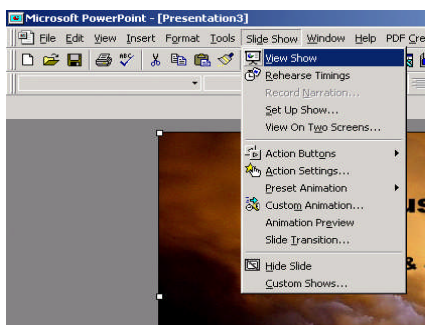 Microsoft PowerPoint - [Presentation3]
File Edit View Insert Format Tools Slide Show Window Help PDF Cre
View Show
Rehearse Timings
Record Narration...
Set Up Show...
View On Two Screens...
Action Buttons
Action Settings...
Preset Animation
Custom Animation...
us
Animation Preview
Slide Transition...
&
Hide Slide
Custom Shows...